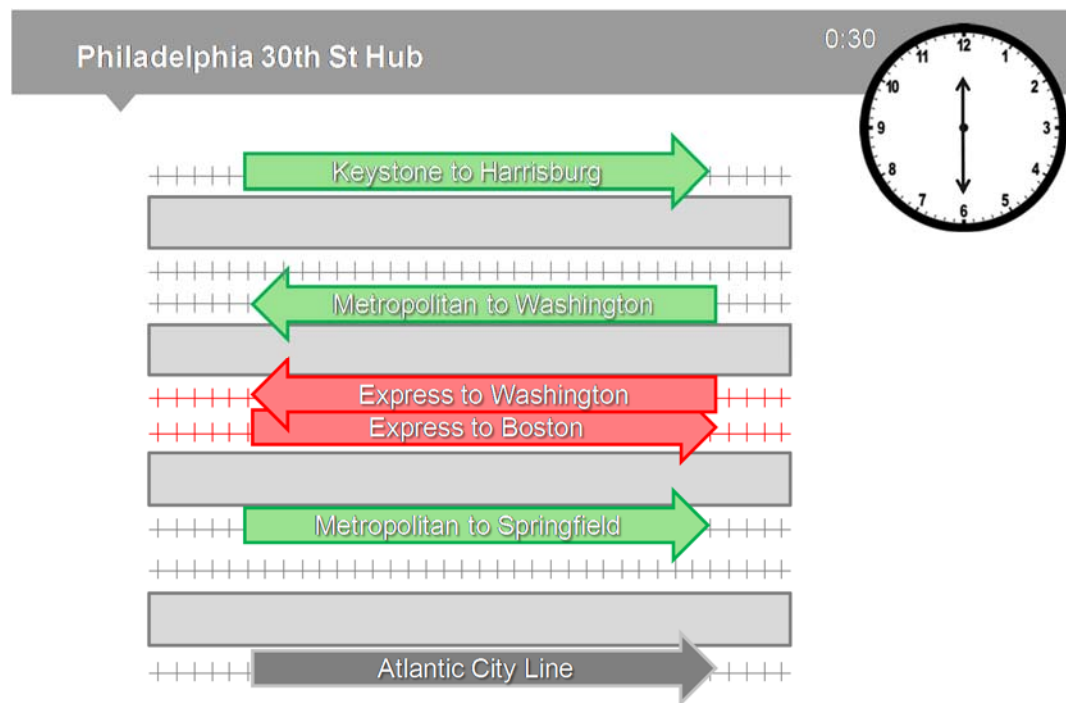 Philadelphia 30th St Hub
0:30
12
1
2
3
4
5
6
7
8
9
10
11
Keystone to Harrisburg
Metropolitan to Washington
Express to Washington
Express to Boston
Metropolitan to Springfield
Atlantic City Line